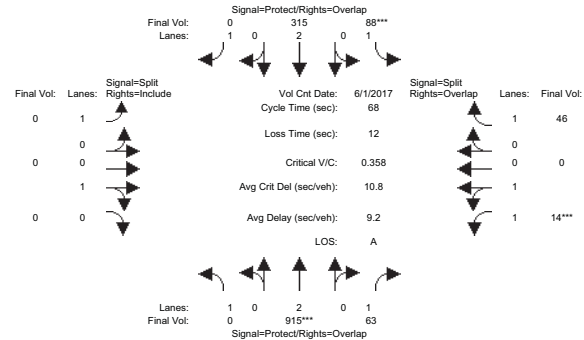 Signal=Protect/Rights=Overlap
Final Vol: 0 315 88***
Lanes: 1 0 2 0 1
Signal=Split Signal=Split
Final Vol: Lanes: Rights=Include Vol Cnt Date: 6/1/2017 Rights=Overlap Lanes: Final Vol:
0 1 Cycle Time (sec): 68 1 46
0 Loss Time (sec): 12 0
0 0 Critical V/C: 0.358 0 0
1 Avg Crit Del (sec/veh): 10.8 1
0 0 Avg Delay (sec/veh): 9.2 1 14***
LOS: A
Lanes: 1 0 2 0 1
Final Vol: 0 915*** 63
Signal=Protect/Rights=Overlap